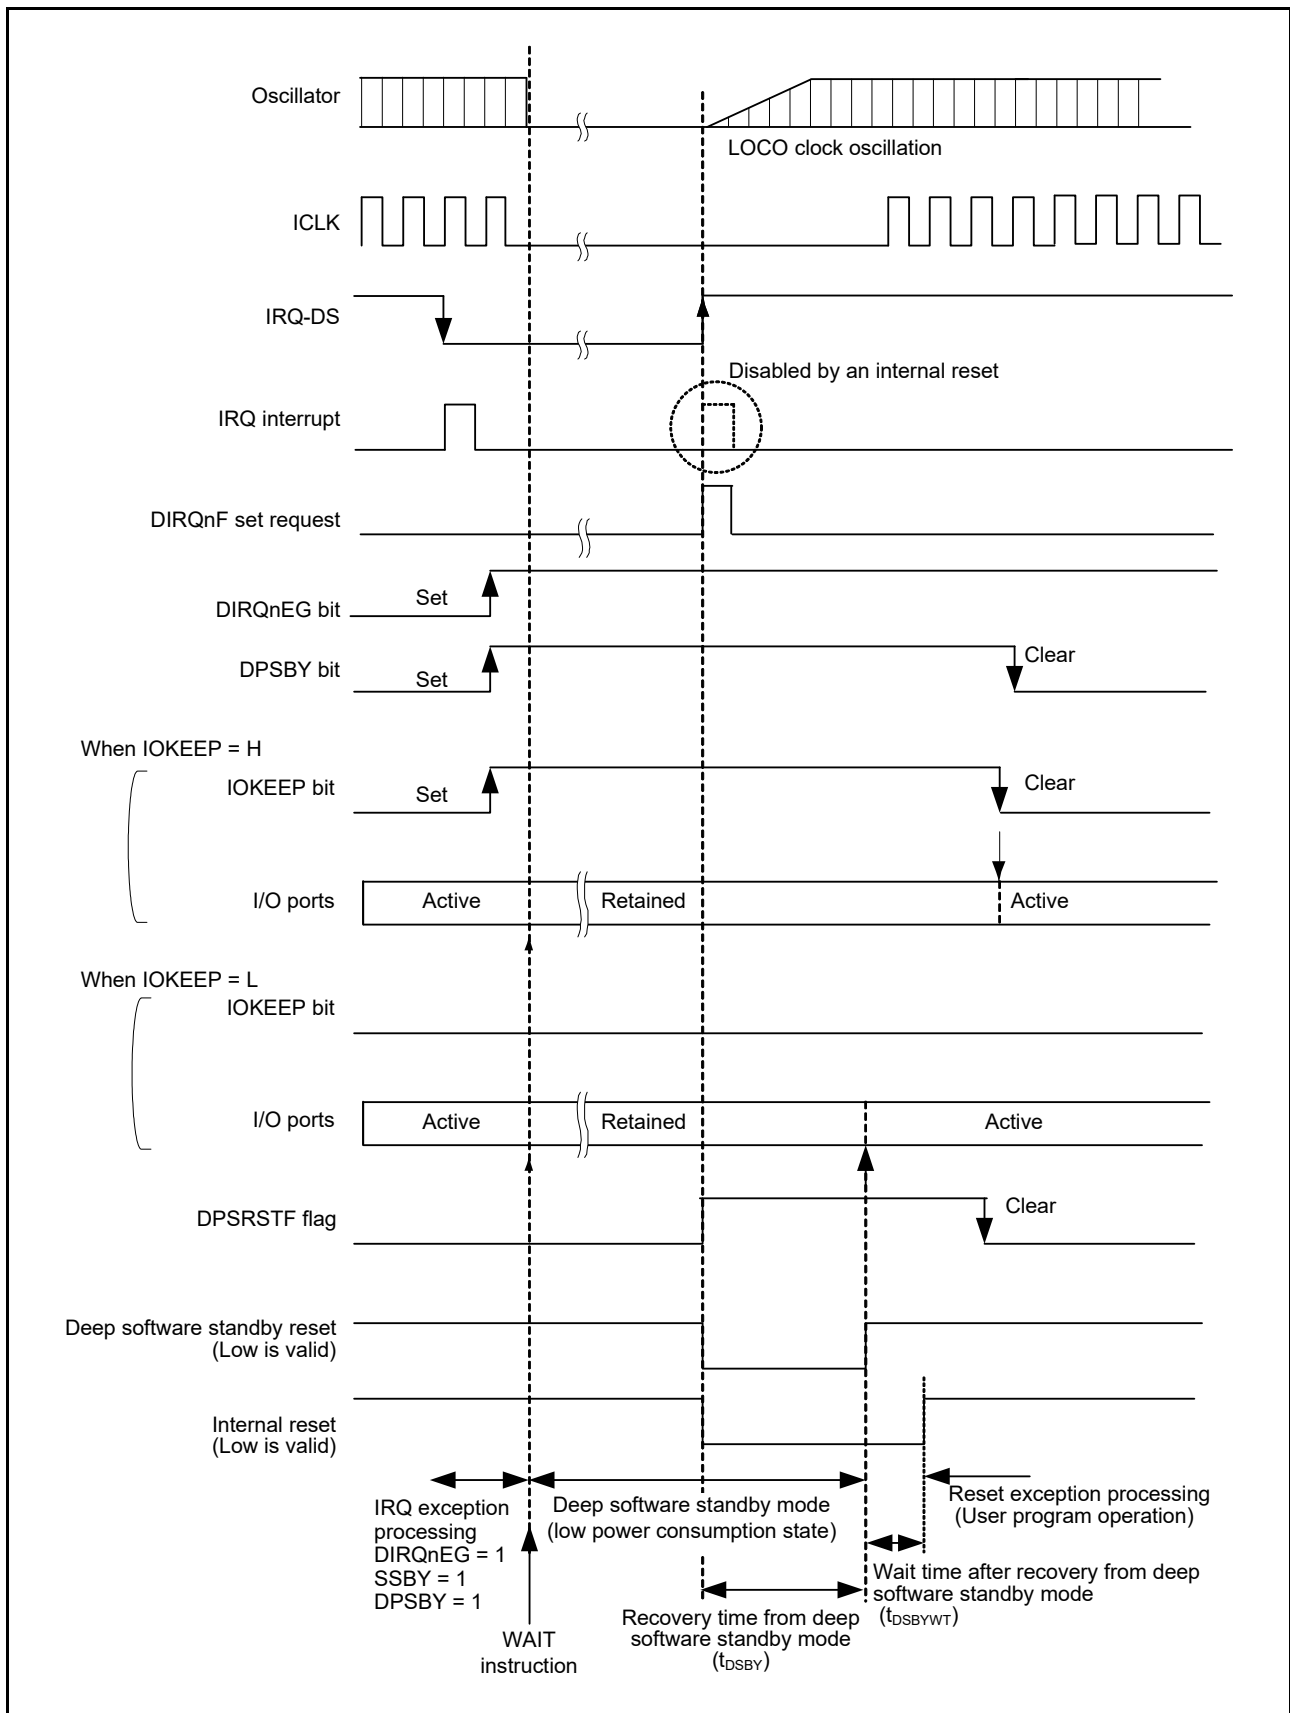 Oscillator
LOCO clock oscillation
ICLK
IRQ-DS
Disabled by an internal reset
IRQ interrupt
DIRQnF set request
Set
DIRQnEG bit
DPSBY bit
Set
Clear
When IOKEEP = H
IOKEEP bit
Set
Clear
I/O ports
Active
Retained
Active
When IOKEEP = L
IOKEEP bit
I/O ports
Active
Retained
Active
DPSRSTF flag
Clear
Deep software standby reset
(Low is valid)
Internal reset
(Low is valid)
IRQ exception
processing
DIRQnEG = 1
SSBY = 1
DPSBY = 1
Deep software standby mode
(low power consumption state)
Reset exception processing
(User program operation)
Wait time after recovery from deep
software standby mode
(tDSBYWT)
Recovery time from deep
software standby mode
(tDSBY)
WAIT
instruction